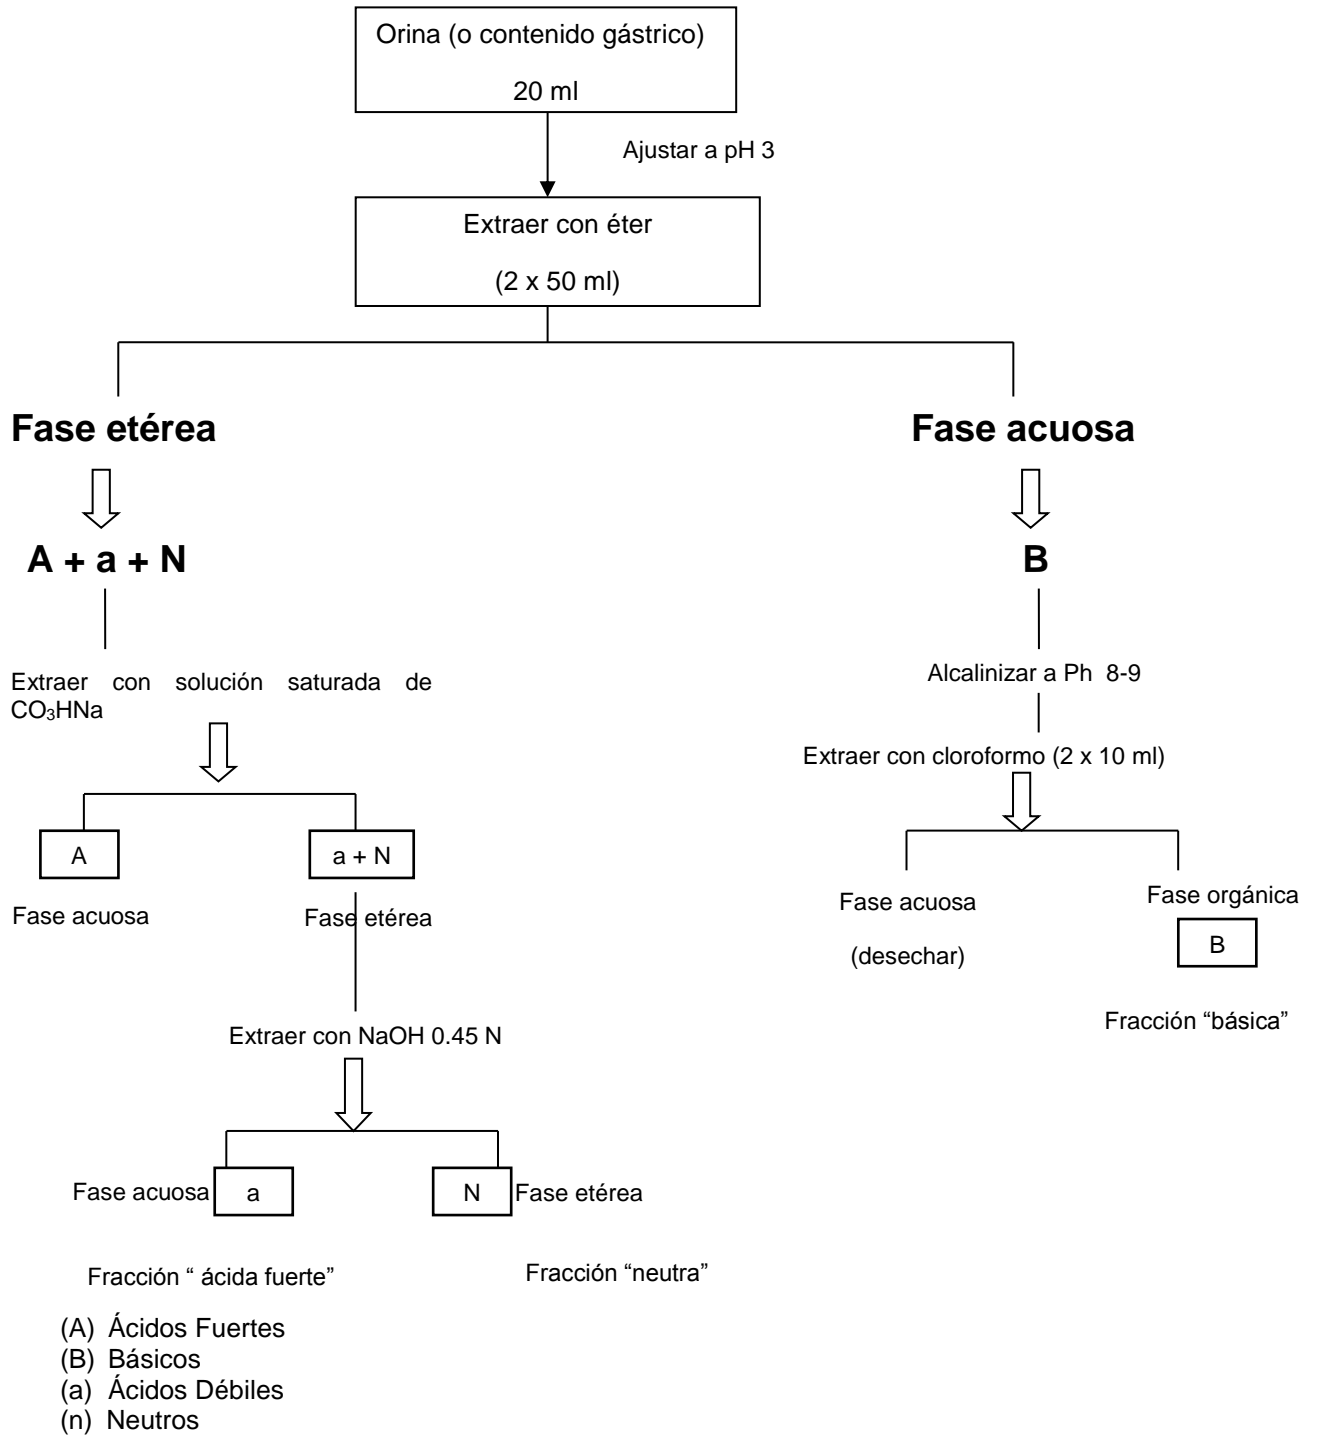 Orina (o contenido gástrico)
20 ml
Ajustar a pH 3
Extraer con éter
(2 x 50 ml)
Fase etérea
Fase acuosa
A + a + N
B
Extraer con solución saturada de
CO₃HNa
Alcalinizar a Ph 8-9
Extraer con cloroformo (2 x 10 ml)
A
a + N
Fase acuosa
Fase etérea
Fase acuosa
(desechar)
Fase orgánica
B
Fracción “básica”
Extraer con NaOH 0.45 N
Fase acuosa
a
N
Fase etérea
Fracción “ ácida fuerte”
Fracción “neutra”
(A) Ácidos Fuertes
(B) Básicos
(a) Ácidos Débiles
(n) Neutros